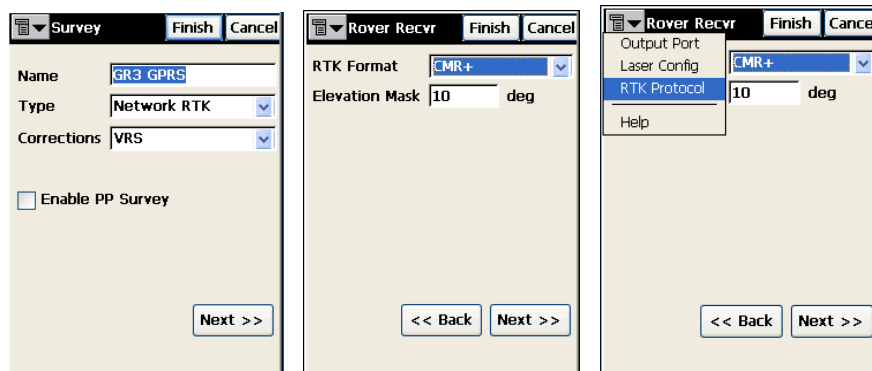 Survey Finish Cancel
Name GR3 GPRS
Type Network RTK
Corrections VRS
Enable PP Survey
Next >>
Rover Recvr Finish Cancel
RTK Format CMR+
Elevation Mask 10 deg
<< Back Next >>
Rover Recvr Finish Cance
Output Port
Laser Config CMR+
RTK Protocol 10 deg
Help
<< Back Next >>